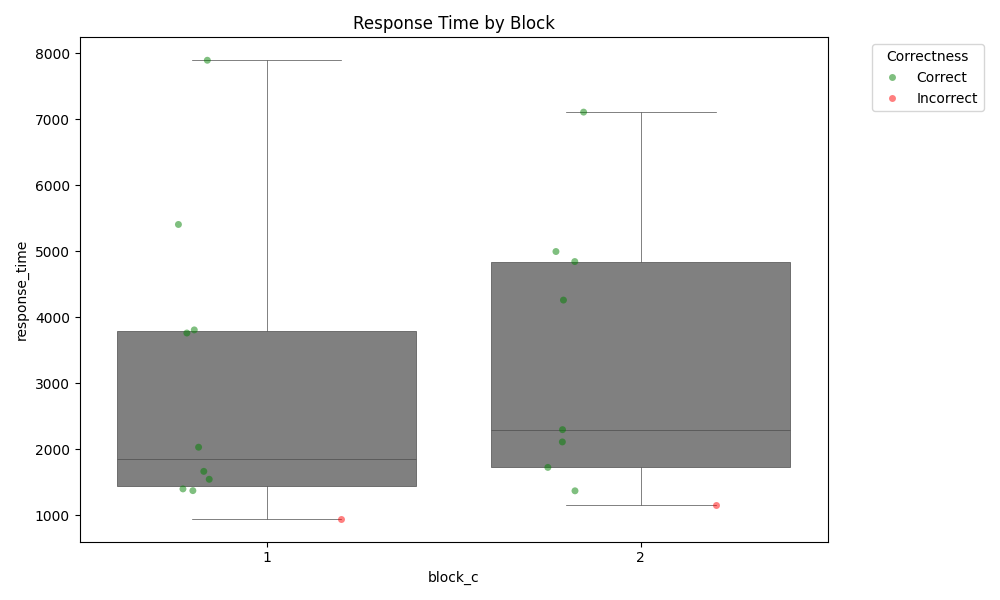 Response Time by Block
Correctness
Correct
Incorrect
response_time
8000
7000
6000
5000
4000
3000
2000
1000
1
2
block_c